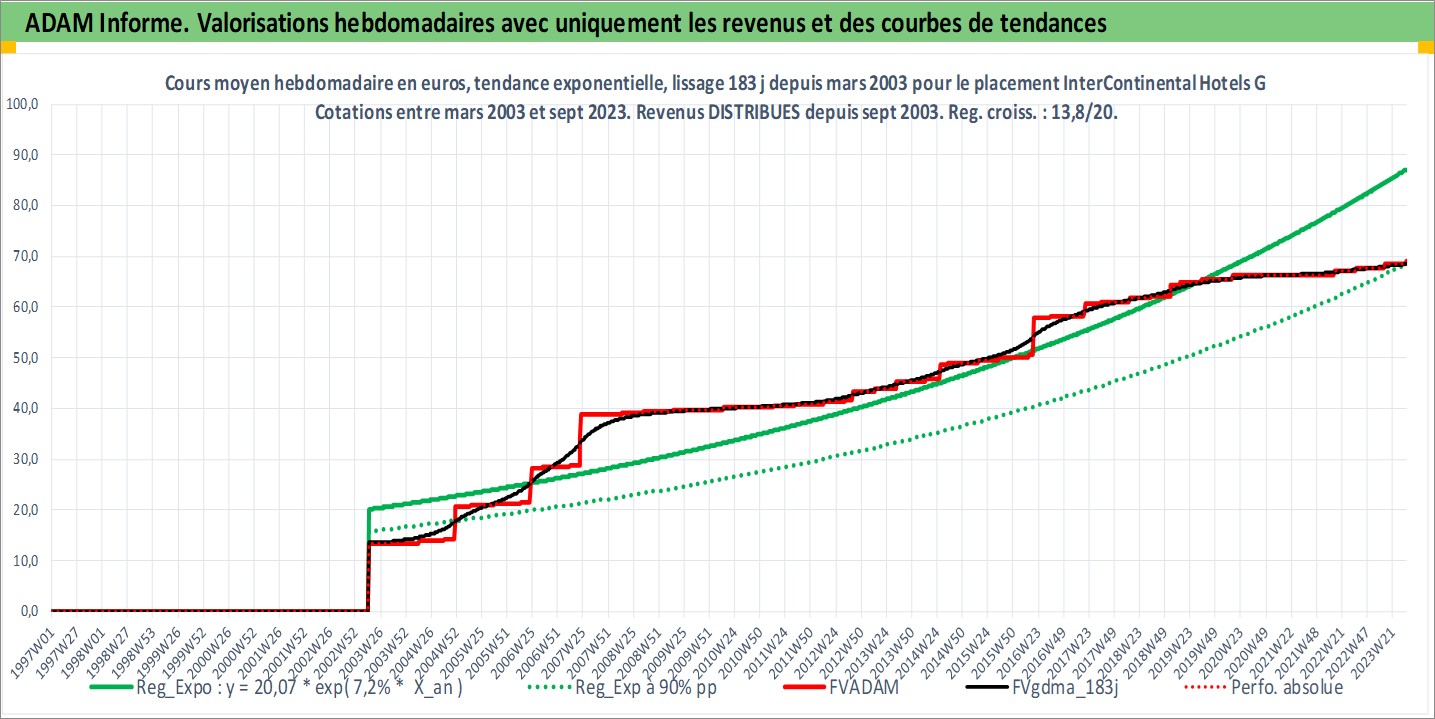 ADAM Informe. Valorisations hebdomadaires avec uniquement les revenus et des courbes de tendances
Cours moyen hebdomadaire en euros, tendance exponentielle, lissage 183 j depuis mars 2003 pour le placement InterContinental Hotels G
Cotations entre mars 2003 et sept 2023. Revenus DISTRIBUES depuis sept 2003. Reg. croiss. : 13,8/20.
100,0
90,0
80,0
70,0
60,0
50,0
40,0
30,0
20,0
10,0
0,0
1997W01 1997W27 1998W01 1998W27 1998W53 1999W26 1999W52 2000W26 2000W52 2001W26 2001W52 2002W26 2002W52 2003W26 2003W52 2004W26 2004W52 2005W25 2005W51 2006W25 2006W51 2007W25 2007W51 2008W25 2008W51 2009W25 2009W51 2010W24 2010W50 2011W24 2011W50 2012W24 2012W50 2013W24 2013W50 2014W24 2014W50 2015W24 2015W50 2016W23 2016W49 2017W23 2017W49 2018W23 2018W49 2019W23 2019W49 2020W23 2020W49 2021W22 2021W48 2022W21 2022W47 2023W21
Reg_Expo : y = 20,07 * exp( 7,2% * X_an ) Reg_Exp à 90% pp FVADAM FVgdma_183j Perfo. absolue